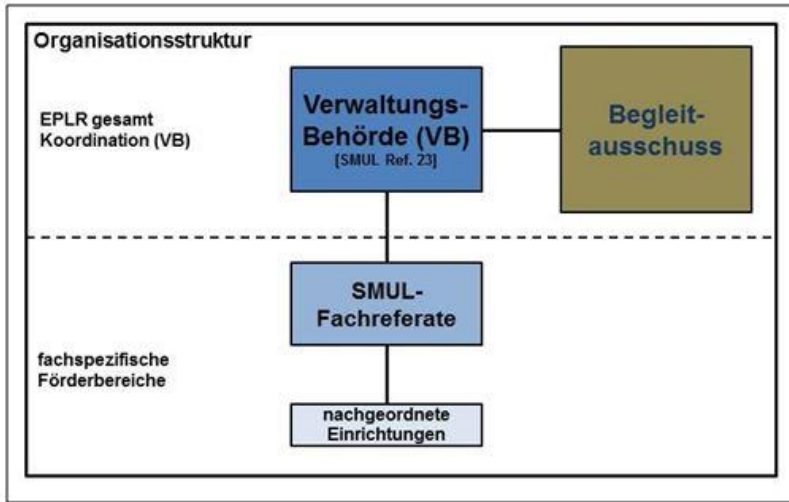 Organisationsstruktur
EPLR gesamt
Koordination (VB)
Verwaltungs-
Behörde (VB)
[SMUL Ref. 23]
Begleit-
ausschuss
SMUL-
Fachreferate
fachspezifische
Förderbereiche
nachgeordnete
Einrichtungen